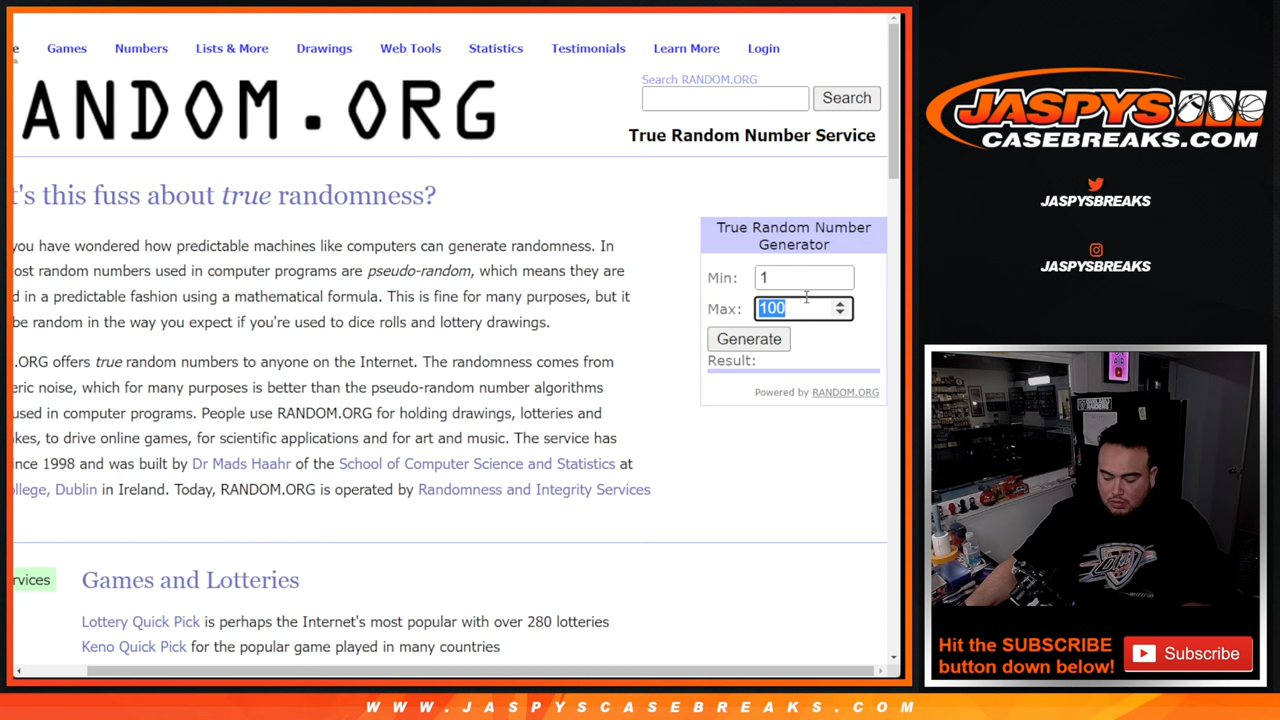 e Games Numbers Lists & More Drawings Web Tools Statistics Testimonials Learn More Login
ANDOM.ORG
Search RANDOM.ORG
Search
True Random Number Service
t's this fuss about true randomness?
you have wondered how predictable machines like computers can generate randomness. In
ost random numbers used in computer programs are pseudo-random, which means they are
d in a predictable fashion using a mathematical formula. This is fine for many purposes, but it
be random in the way you expect if you're used to dice rolls and lottery drawings.
.ORG offers true random numbers to anyone on the Internet. The randomness comes from
eric noise, which for many purposes is better than the pseudo-random number algorithms
used in computer programs. People use RANDOM.ORG for holding drawings, lotteries and
akes, to drive online games, for scientific applications and for art and music. The service has
nce 1998 and was built by Dr Mads Haahr of the School of Computer Science and Statistics at
ollege, Dublin in Ireland. Today, RANDOM.ORG is operated by Randomness and Integrity Services
True Random Number
Generator
Min: 1
Max: 100
Generate
Result:
Powered by RANDOM.ORG
rvices
Games and Lotteries
Lottery Quick Pick is perhaps the Internet's most popular with over 280 lotteries
Keno Quick Pick for the popular game played in many countries
JASPYS
CASEBREAKS.COM
JASPYSBREAKS
JASPYSBREAKS
Hit the SUBSCRIBE
button down below!
Subscribe
WWW.JASPYSCASEBREAKS.COM